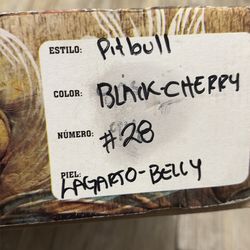 ESTILO: Pitbull
COLOR: BLACK-CHERRY
NÚMERO: #28
PIEL: LAGARTO-BELLY